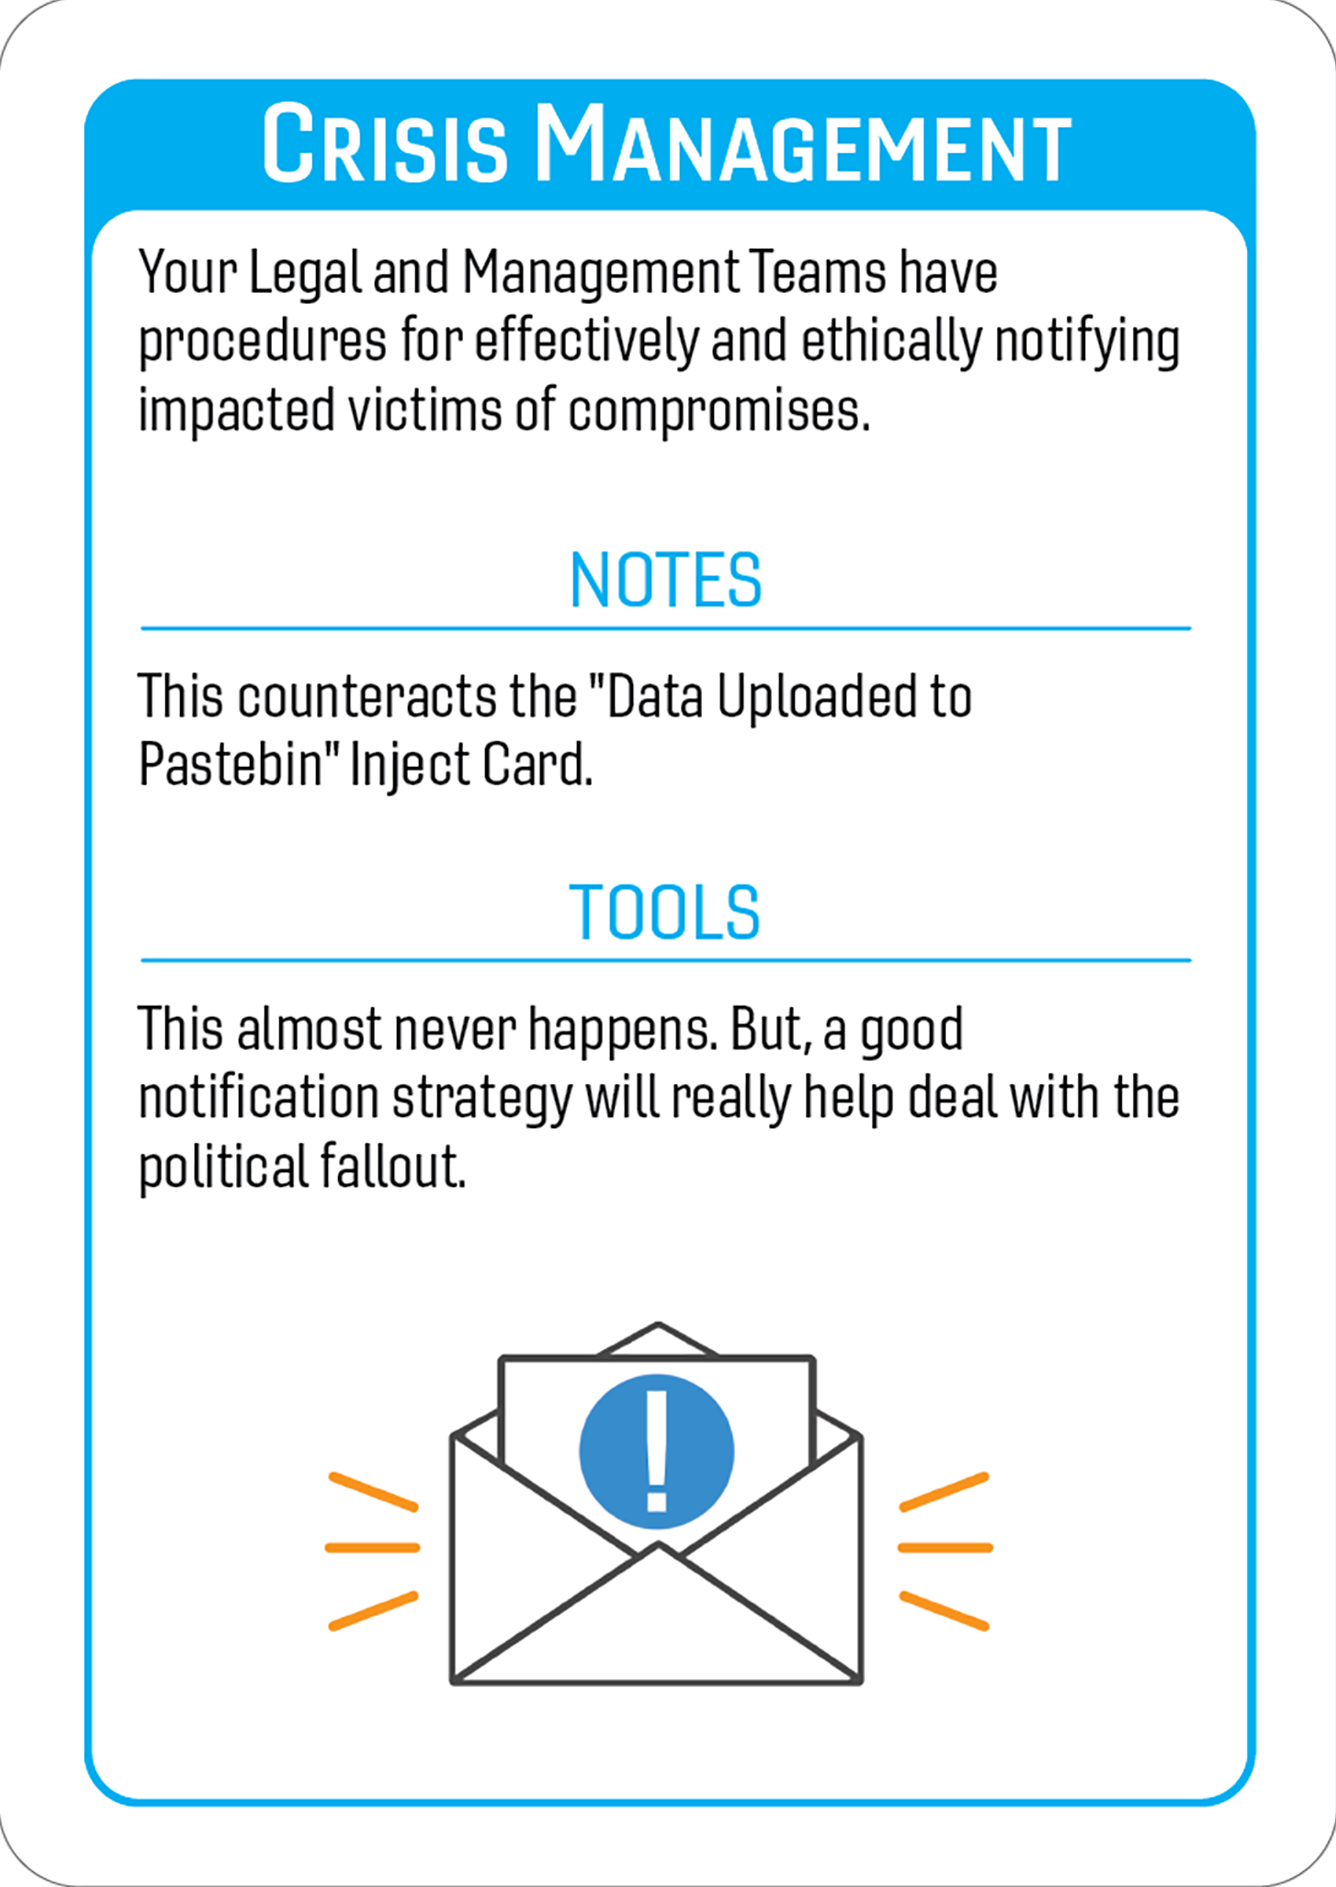 Crisis Management
Your Legal and Management Teams have
procedures for effectively and ethically notifying
impacted victims of compromises.
NOTES
This counteracts the "Data Uploaded to
Pastebin" Inject Card.
TOOLS
This almost never happens. But, a good
notification strategy will really help deal with the
political fallout.
!